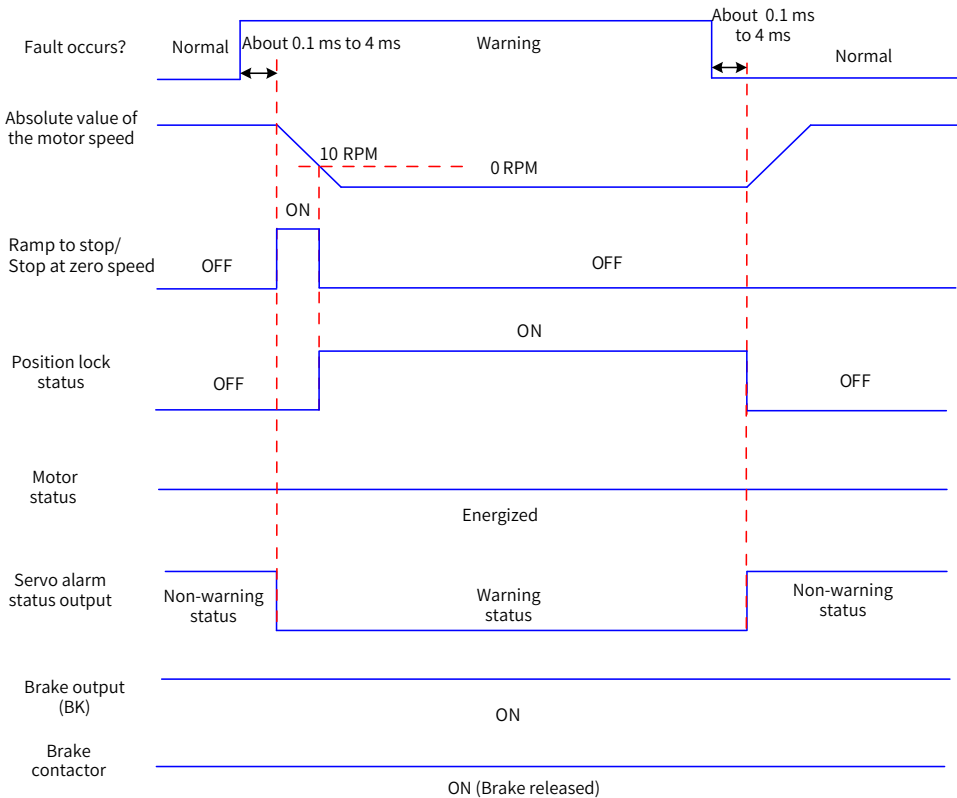 Fault occurs?
Normal
About 0.1 ms to 4 ms
Warning
About 0.1 ms
to 4 ms
Normal
Absolute value of
the motor speed
10 RPM
0 RPM
Ramp to stop/
Stop at zero speed
OFF
ON
OFF
Position lock
status
OFF
ON
OFF
Motor
status
Energized
Servo alarm
status output
Non-warning
status
Warning
status
Non-warning
status
Brake output
(BK)
ON
Brake
contactor
ON (Brake released)